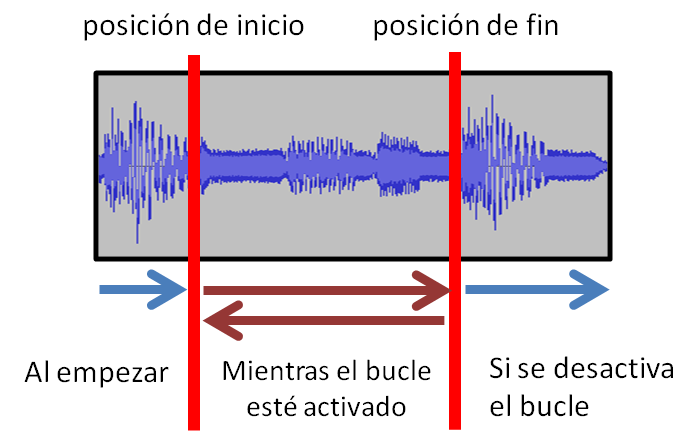 posición de inicio
posición de fin
Al empezar
Mientras el bucle
esté activado
Si se desactiva
el bucle